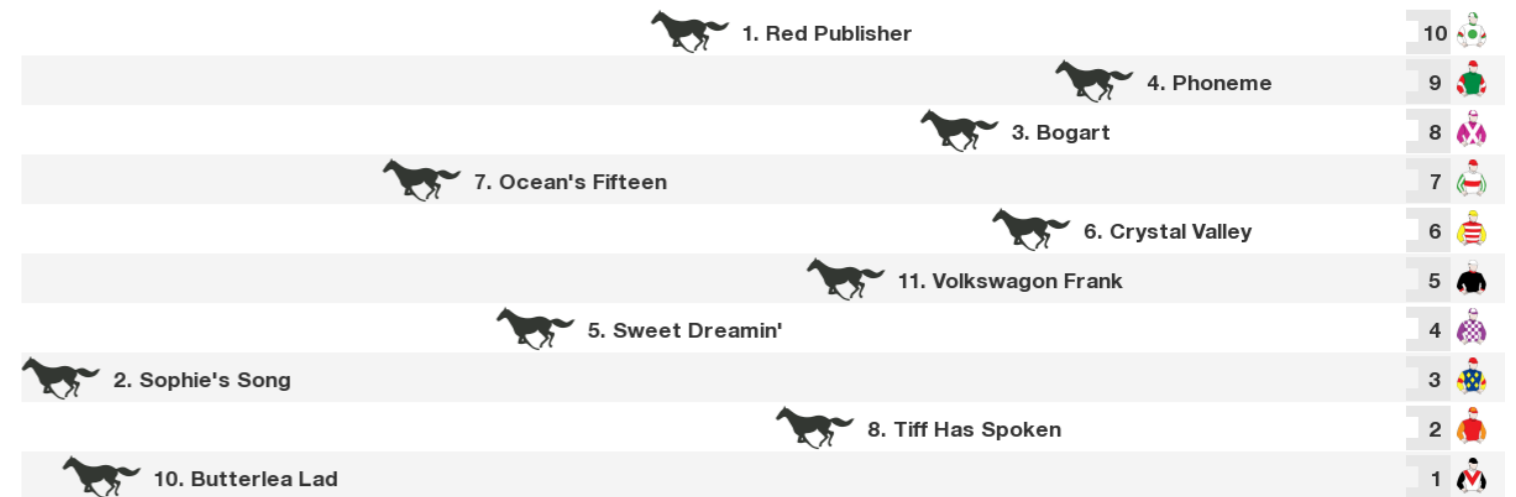 1. Red Publisher 10
4. Phoneme 9
3. Bogart 8
7. Ocean's Fifteen 7
6. Crystal Valley 6
11. Volkswagon Frank 5
5. Sweet Dreamin' 4
2. Sophie's Song 3
8. Tiff Has Spoken 2
10. Butterlea Lad 1